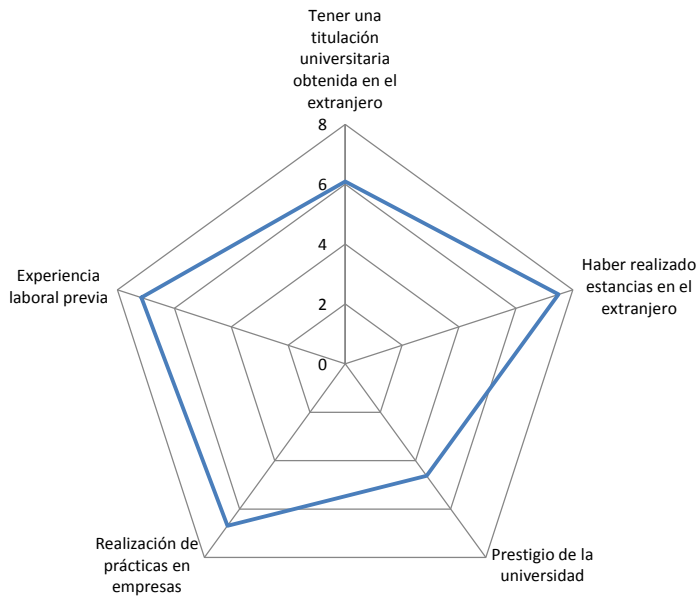 Tener una
titulación
universitaria
obtenida en el
extranjero
8
6
4
2
0
Haber realizado
estancias en el
extranjero
Prestigio de la
universidad
Realización de
prácticas en
empresas
Experiencia
laboral previa